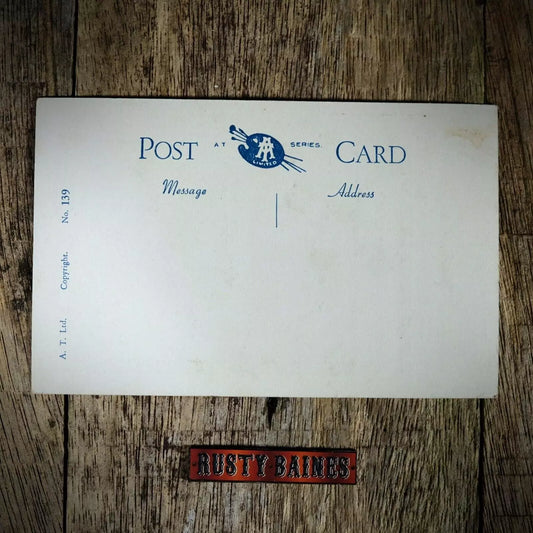 POST AT SERIES. CARD
LIMITED
Message Address
A. T. Ltd. Copyright. No. 139
RUSTY·BAINES